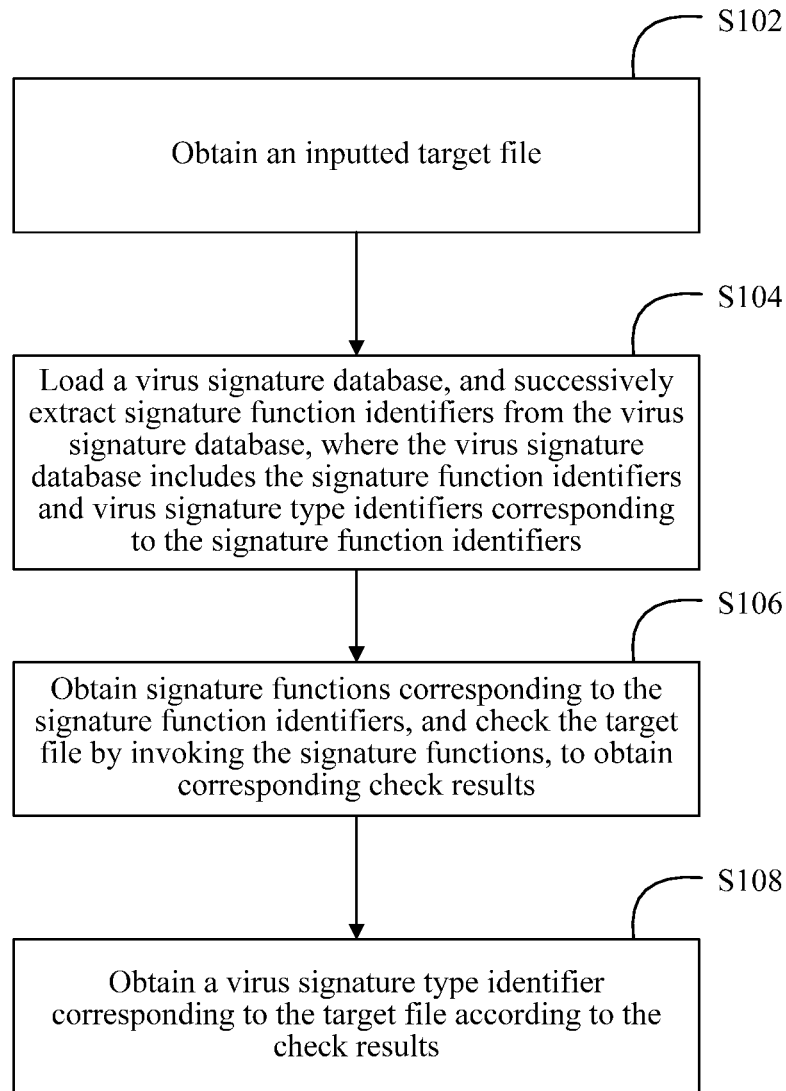 S102
Obtain an inputted target file
S104
Load a virus signature database, and successively
extract signature function identifiers from the virus
signature database, where the virus signature
database includes the signature function identifiers
and virus signature type identifiers corresponding
to the signature function identifiers
S106
Obtain signature functions corresponding to the
signature function identifiers, and check the target
file by invoking the signature functions, to obtain
corresponding check results
S108
Obtain a virus signature type identifier
corresponding to the target file according to the
check results